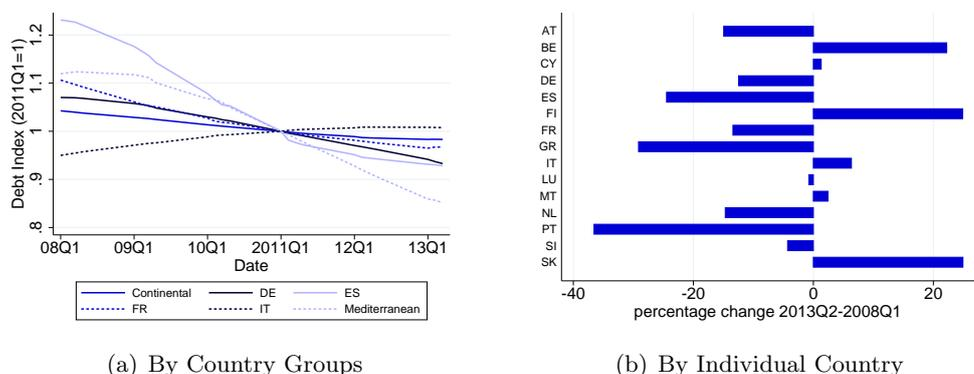 Debt Index (2011Q1=1)
1.2
1.1
1
.9
.8
08Q1 09Q1 10Q1 2011Q1 12Q1 13Q1
Date
Continental DE ES
FR IT Mediterranean
(a) By Country Groups
AT
BE
CY
DE
ES
FI
FR
GR
IT
LU
MT
NL
PT
SI
SK
-40 -20 0 20
percentage change 2013Q2-2008Q1
(b) By Individual Country